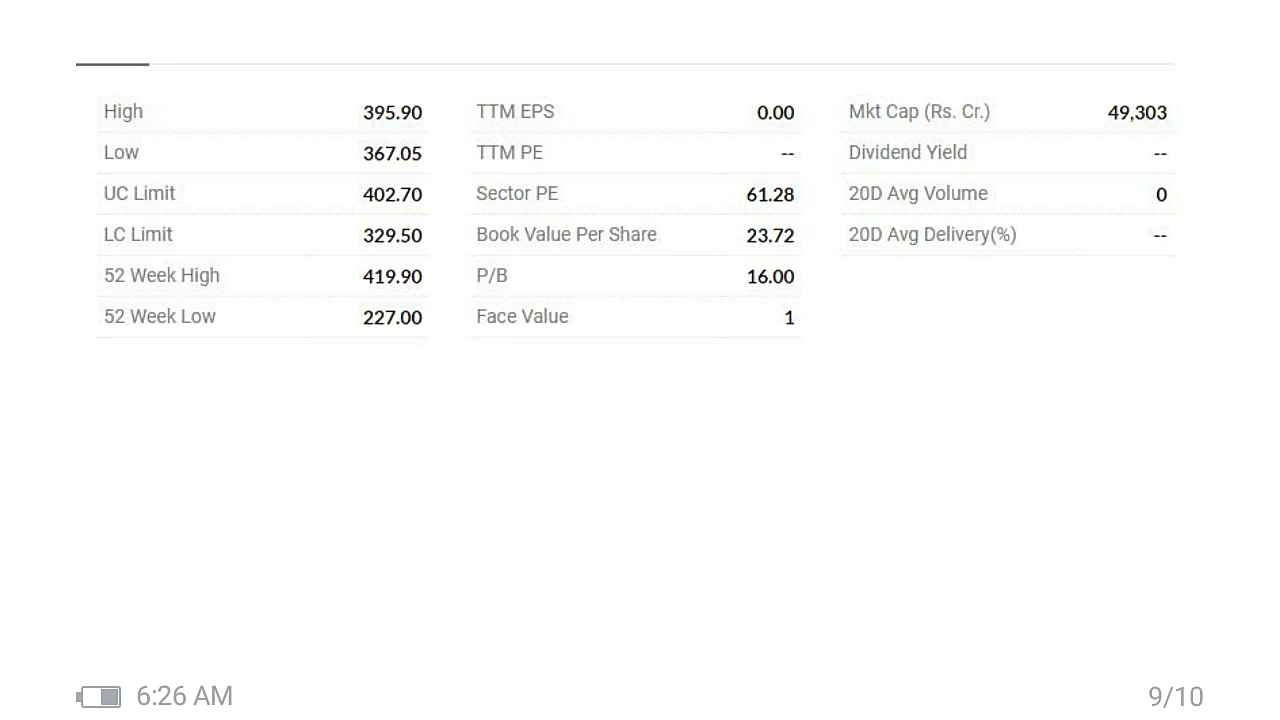 High 395.90
Low 367.05
UC Limit 402.70
LC Limit 329.50
52 Week High 419.90
52 Week Low 227.00
TTM EPS 0.00
TTM PE --
Sector PE 61.28
Book Value Per Share 23.72
P/B 16.00
Face Value 1
Mkt Cap (Rs. Cr.) 49,303
Dividend Yield --
20D Avg Volume 0
20D Avg Delivery(%) --
6:26 AM
9/10